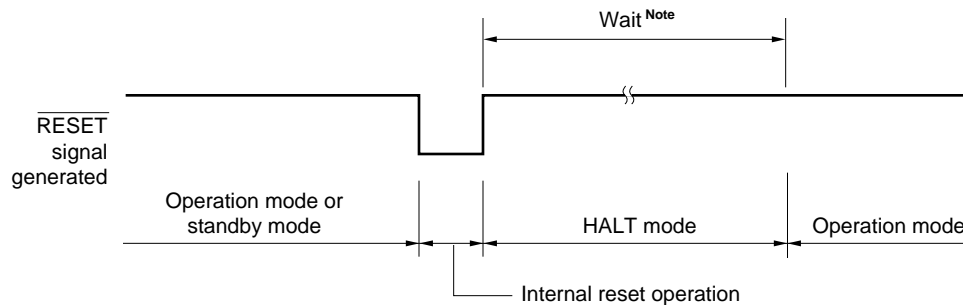 Wait Note
RESET
signal
generated
Operation mode or
standby mode
HALT mode
Operation mode
Internal reset operation